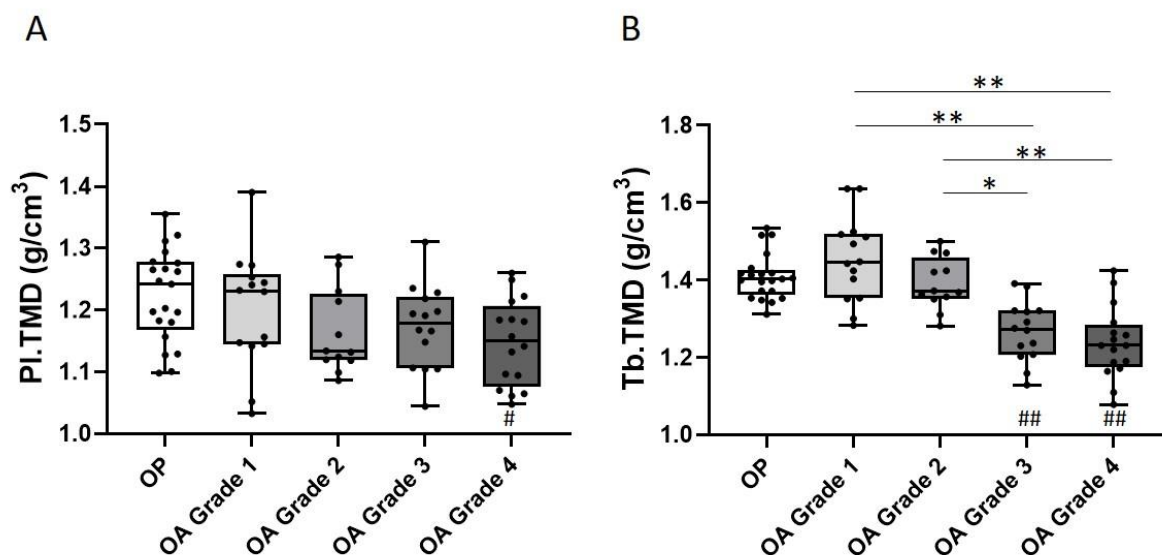 A
Pl.TMD (g/cm³)
1.5
1.4
1.3
1.2
1.1
1.0
#
OP
OA Grade 1
OA Grade 2
OA Grade 3
OA Grade 4
B
Tb.TMD (g/cm³)
1.8
1.6
1.4
1.2
1.0
**
**
**
*
##
##
OP
OA Grade 1
OA Grade 2
OA Grade 3
OA Grade 4